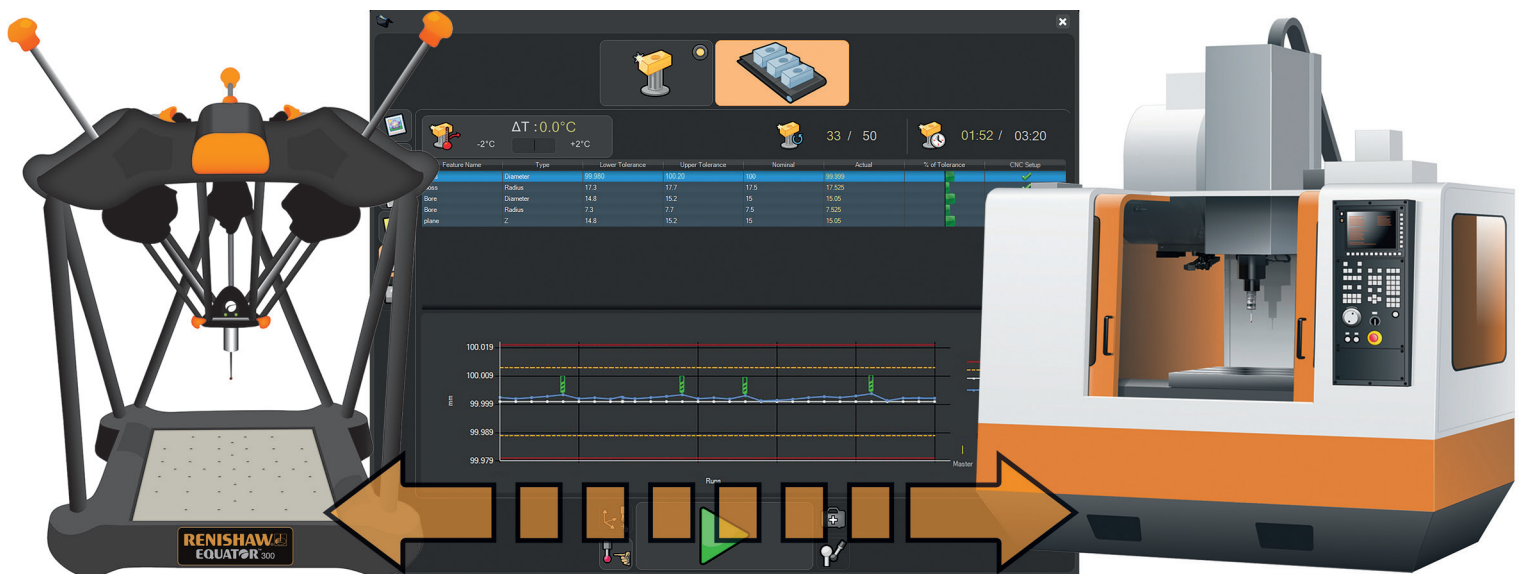 ΔT : 0.0°C
-2°C +2°C
33 / 50
01:52 / 03:20
Feature Name Type Lower Tolerance Upper Tolerance Nominal Actual % of Tolerance CNC Setup
Diameter 99.980 100.20 100 99.999
Boss Radius 17.3 17.7 17.5 17.525
Bore Diameter 14.8 15.2 15 15.05
Bore Radius 7.3 7.7 7.5 7.525
plane Z 14.8 15.2 15 15.05
100.019
100.009
99.999
99.989
99.979
mm
Runs
Master
RENISHAW
EQUATOR™ 300